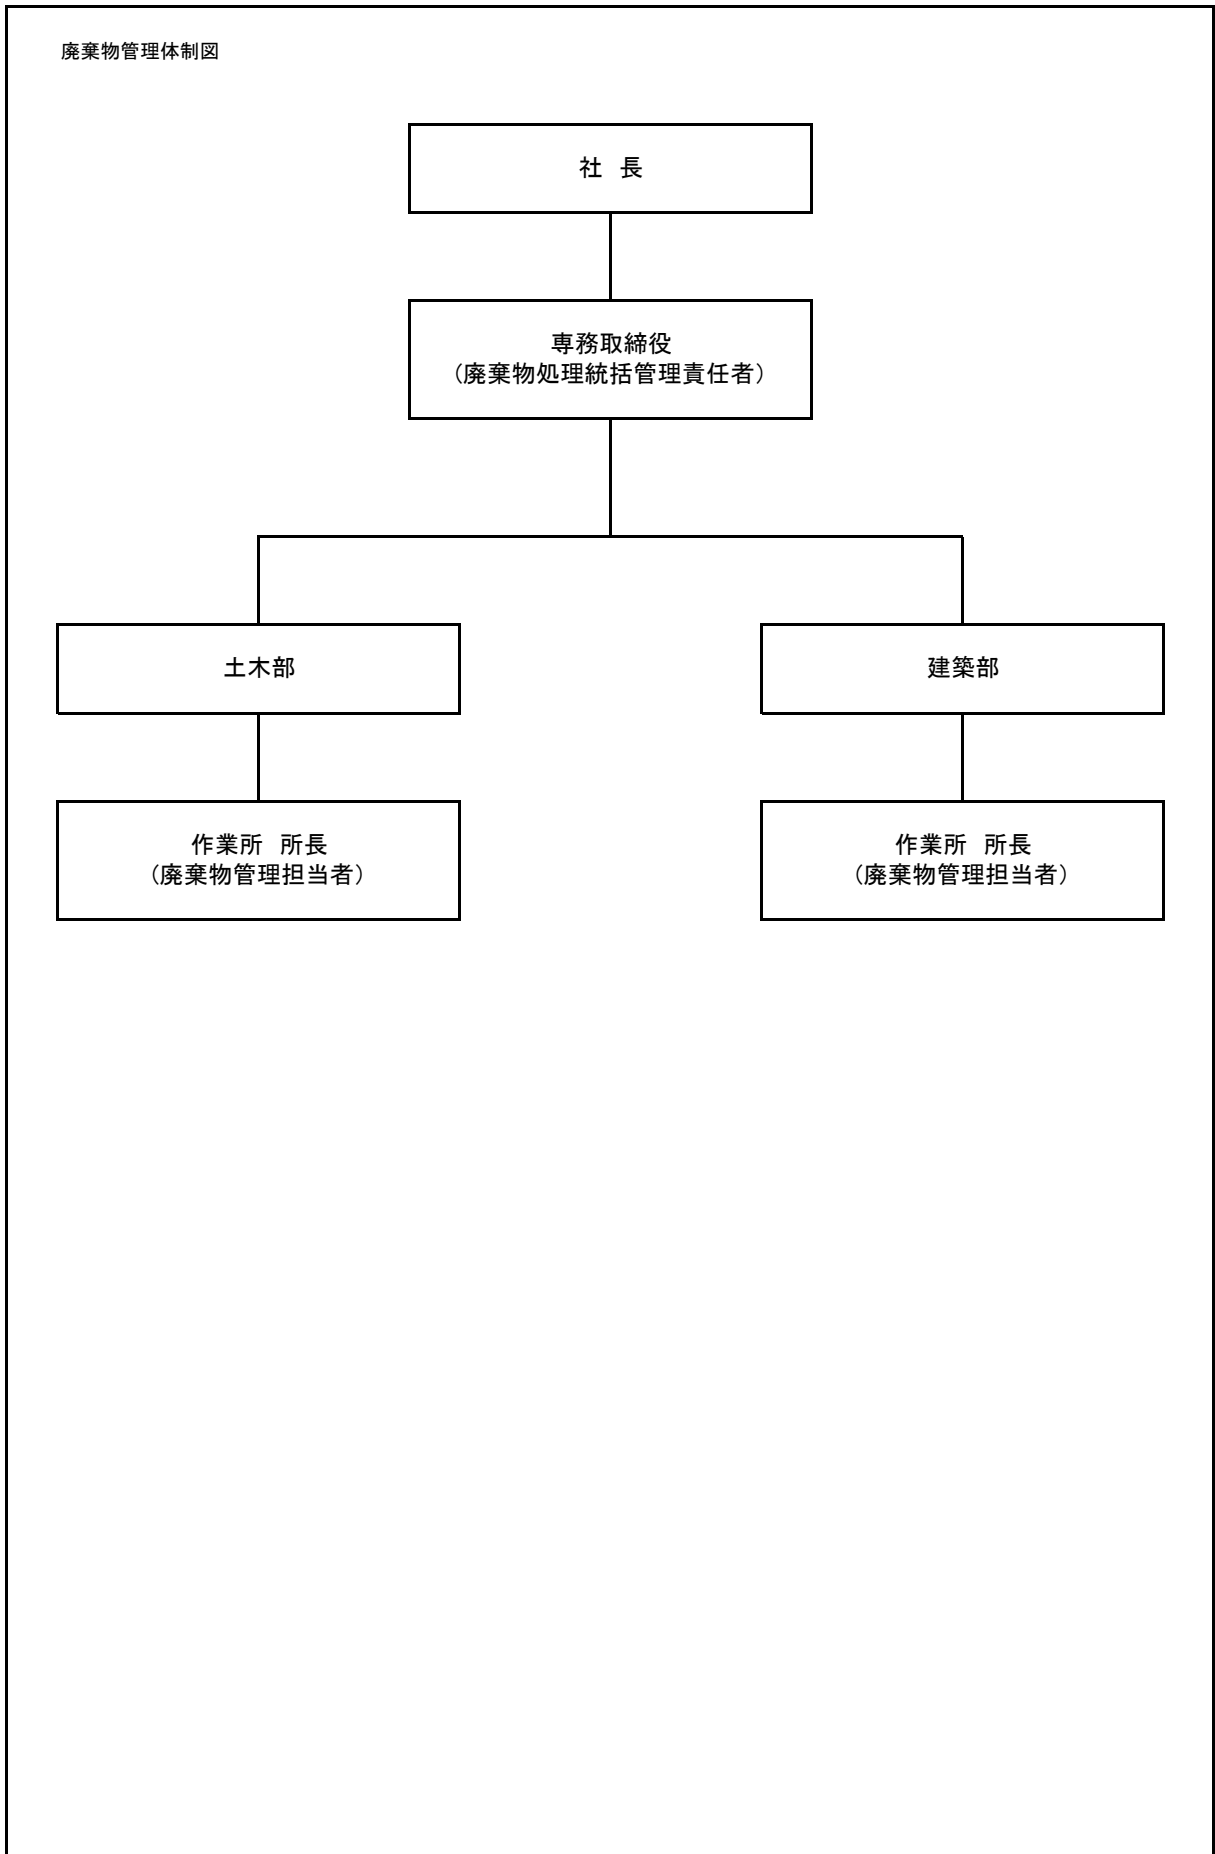 廃棄物管理体制図
社　長
専務取締役
（廃棄物処理統括管理責任者）
土木部
建築部
作業所　所長
（廃棄物管理担当者）
作業所　所長
（廃棄物管理担当者）